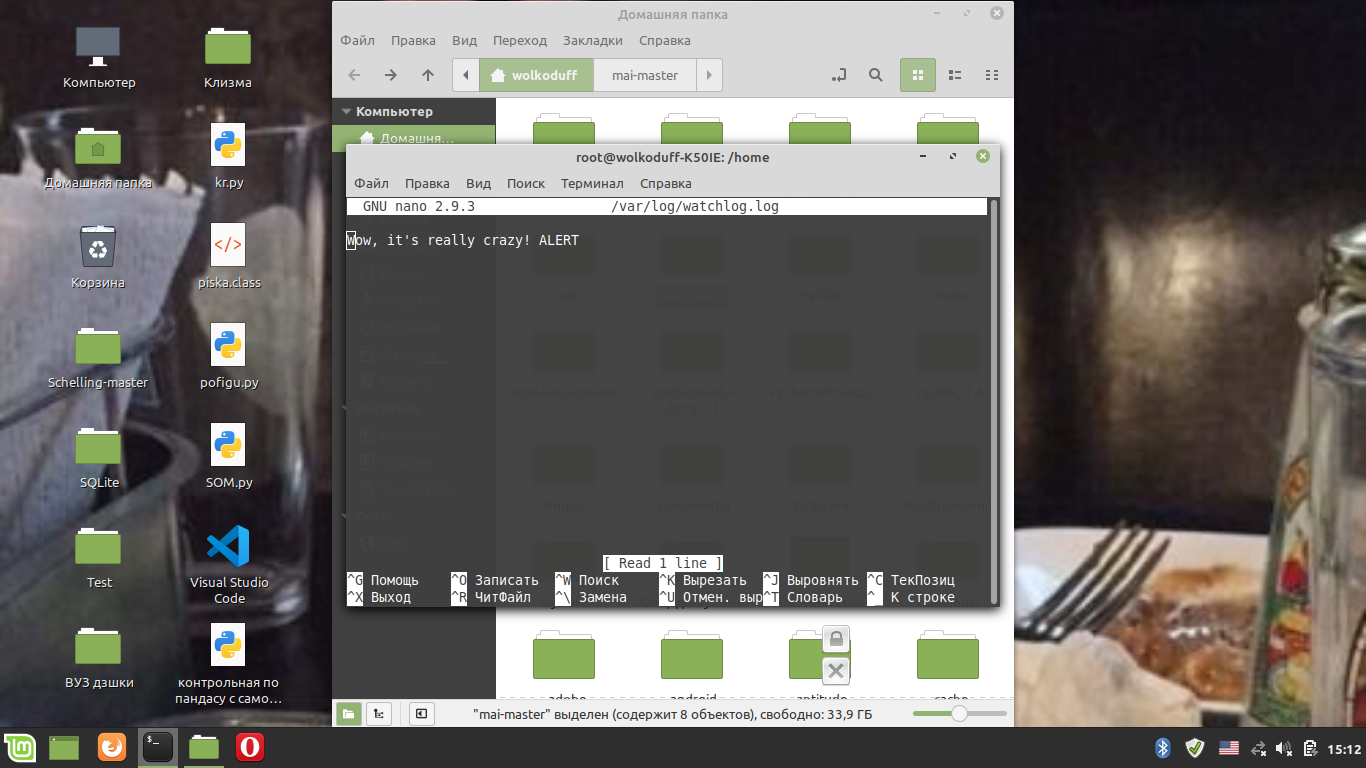 Компьютер
Клизма
Домашняя папка
kr.py
Корзина
piska.class
Schelling-master
pofigu.py
SQLite
SOM.py
Test
Visual Studio
Code
ВУЗ дзшки
контрольная по
пандасу с само…
Домашняя папка
Файл Правка Вид Переход Закладки Справка
wolkoduff mai-master
Компьютер
Домашня…
root@wolkoduff-K50IE: /home
Файл Правка Вид Поиск Терминал Справка
GNU nano 2.9.3 /var/log/watchlog.log
Wow, it's really crazy! ALERT
[ Read 1 line ]
^G Помощь ^O Записать ^W Поиск ^K Вырезать ^J Выровнять ^C ТекПозиц
^X Выход ^R ЧитФайл ^\ Замена ^U Отмен. выр ^T Словарь ^_ К строке
adobe android aptitude cache
"mai-master" выделен (содержит 8 объектов), свободно: 33,9 ГБ
15:12